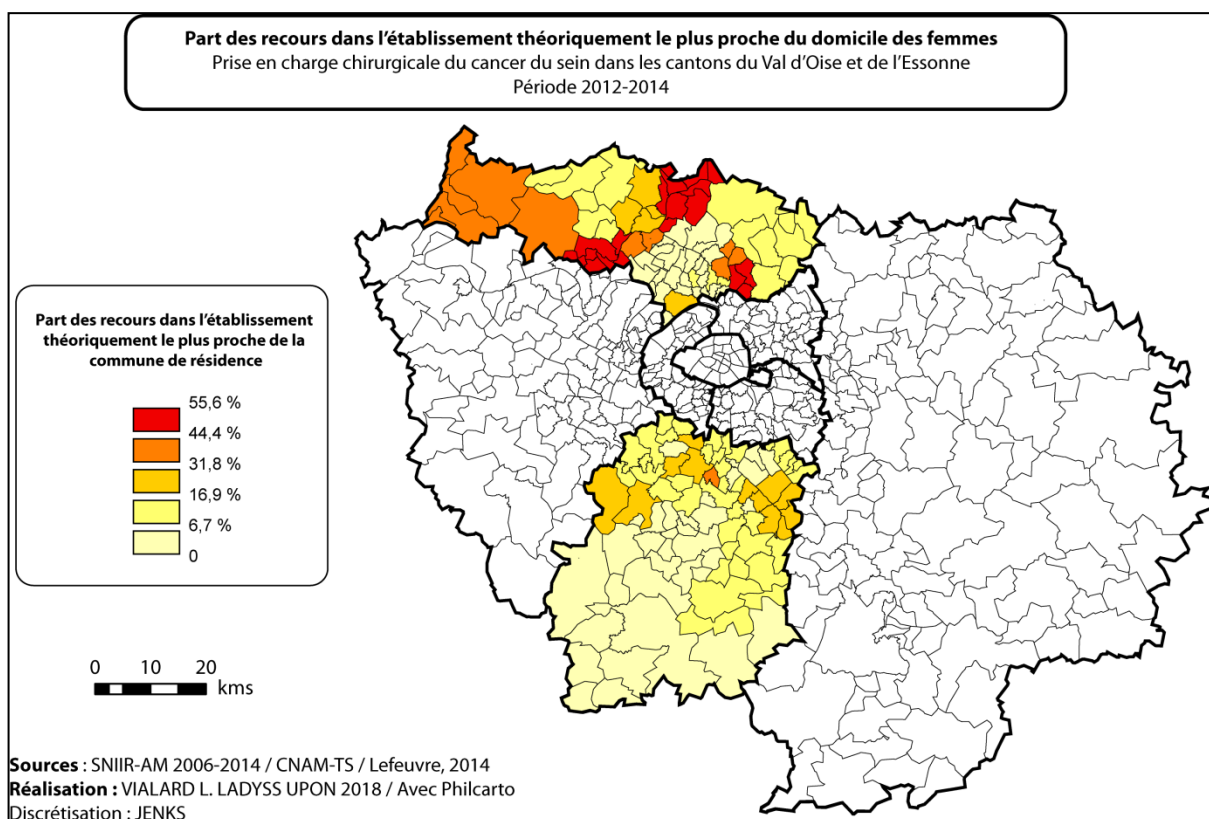 Part des recours dans l’établissement théoriquement le plus proche du domicile des femmes
Prise en charge chirurgicale du cancer du sein dans les cantons du Val d’Oise et de l’Essonne
Période 2012-2014
Part des recours dans l’établissement
théoriquement le plus proche de la
commune de résidence
55,6 %
44,4 %
31,8 %
16,9 %
6,7 %
0
0 10 20
kms
Sources : SNIIR-AM 2006-2014 / CNAM-TS / Lefeuvre, 2014
Réalisation : VIALARD L. LADYSS UPON 2018 / Avec Philcarto
Discrétisation : JENKS